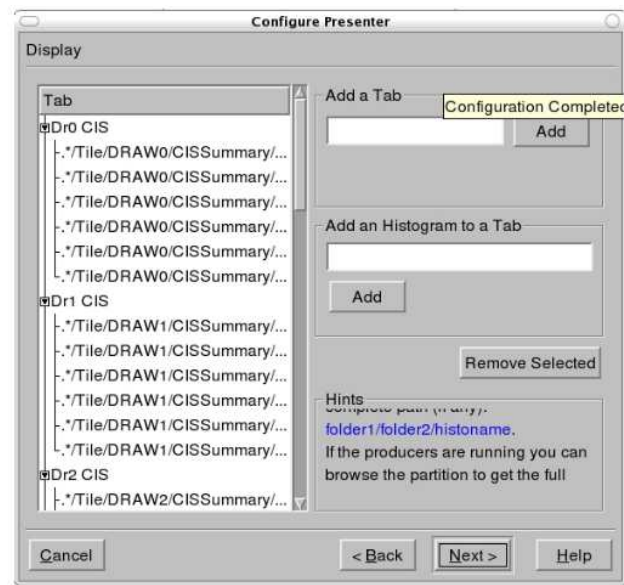 Configure Presenter
Display
Tab
Dr0 CIS
.*/Tile/DRAW0/CISSummary/...
.*/Tile/DRAW0/CISSummary/...
.*/Tile/DRAW0/CISSummary/...
.*/Tile/DRAW0/CISSummary/...
.*/Tile/DRAW0/CISSummary/...
.*/Tile/DRAW0/CISSummary/...
Dr1 CIS
.*/Tile/DRAW1/CISSummary/...
.*/Tile/DRAW1/CISSummary/...
.*/Tile/DRAW1/CISSummary/...
.*/Tile/DRAW1/CISSummary/...
.*/Tile/DRAW1/CISSummary/...
.*/Tile/DRAW1/CISSummary/...
Dr2 CIS
.*/Tile/DRAW2/CISSummary/...
Add a Tab
Configuration Completed
Add
Add an Histogram to a Tab
Add
Remove Selected
Hints
complete path (if any):
folder1/folder2/histoname.
If the producers are running you can
browse the partition to get the full
Cancel
< Back
Next >
Help